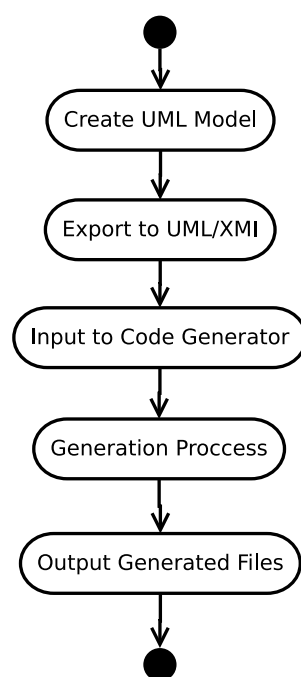 Create UML Model
Export to UML/XMI
Input to Code Generator
Generation Proccess
Output Generated Files